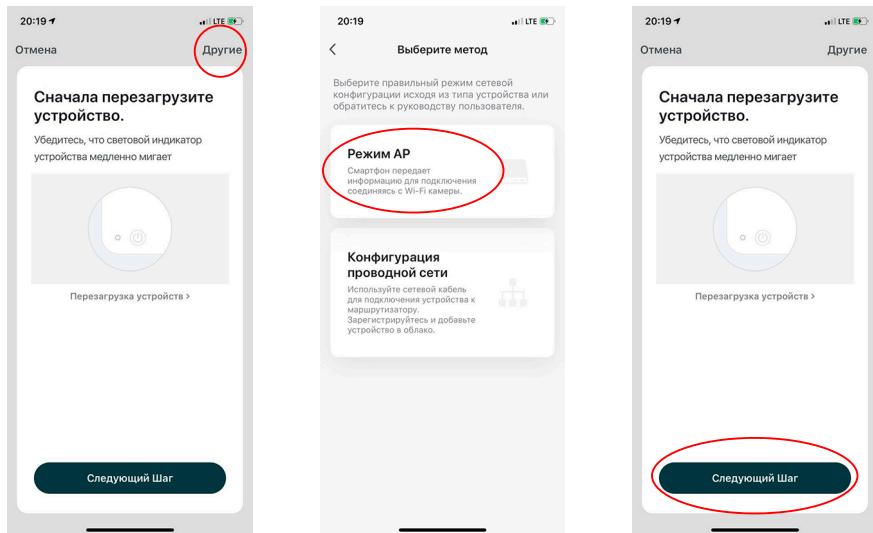 20:19
LTE
Отмена
Другие
Сначала перезагрузите
устройство.
Убедитесь, что световой индикатор
устройства медленно мигает
Перезагрузка устройств >
Следующий Шаг
20:19
LTE
Выберите метод
Выберите правильный режим сетевой
конфигурации исходя из типа устройства или
обратитесь к руководству пользователя.
Режим AP
Смартфон передает
информацию для подключения
соединяясь с Wi-Fi камеры.
Конфигурация
проводной сети
Используйте сетевой кабель
для подключения устройства к
маршрутизатору.
Зарегистрируйтесь и добавьте
устройство в облако.
20:19
LTE
Отмена
Другие
Сначала перезагрузите
устройство.
Убедитесь, что световой индикатор
устройства медленно мигает
Перезагрузка устройств >
Следующий Шаг